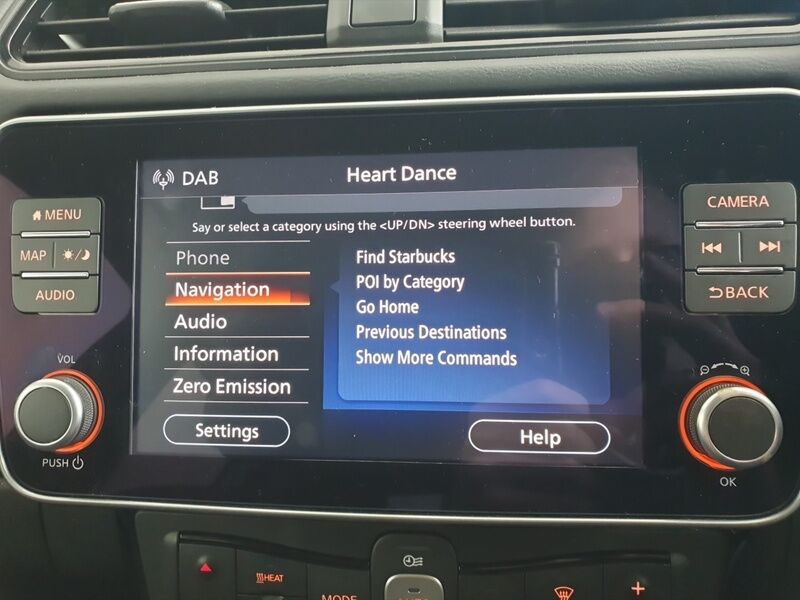 DAB Heart Dance
Say or select a category using the <UP/DN> steering wheel button.
Phone
Navigation
Audio
Information
Zero Emission
Find Starbucks
POI by Category
Go Home
Previous Destinations
Show More Commands
Settings
Help
MENU
MAP
AUDIO
VOL
PUSH
CAMERA
BACK
OK
HEAT
MODE